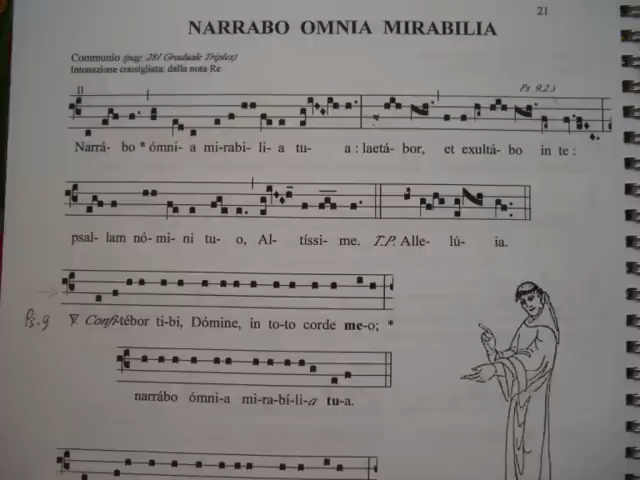 21
NARRABO OMNIA MIRABILIA
Communio (pag. 281 Graduale Triplex)
Intonazione consigliata: dalla nota Re
II
Ps 9,2.3
Narrá- bo * ómni- a mi-rabi- li- a tu- a : laetá- bor, et exultá- bo in te :
psal- lam nó-mi- ni tu- o, Al- tíssi- me. T.P. Alle- lú- ia.
Ps. 9 ℣. Confi-tébor ti-bi, Dómine, in to-to corde me-o; *
narrábo ómni-a mi-ra-bí-li-a tu-a.